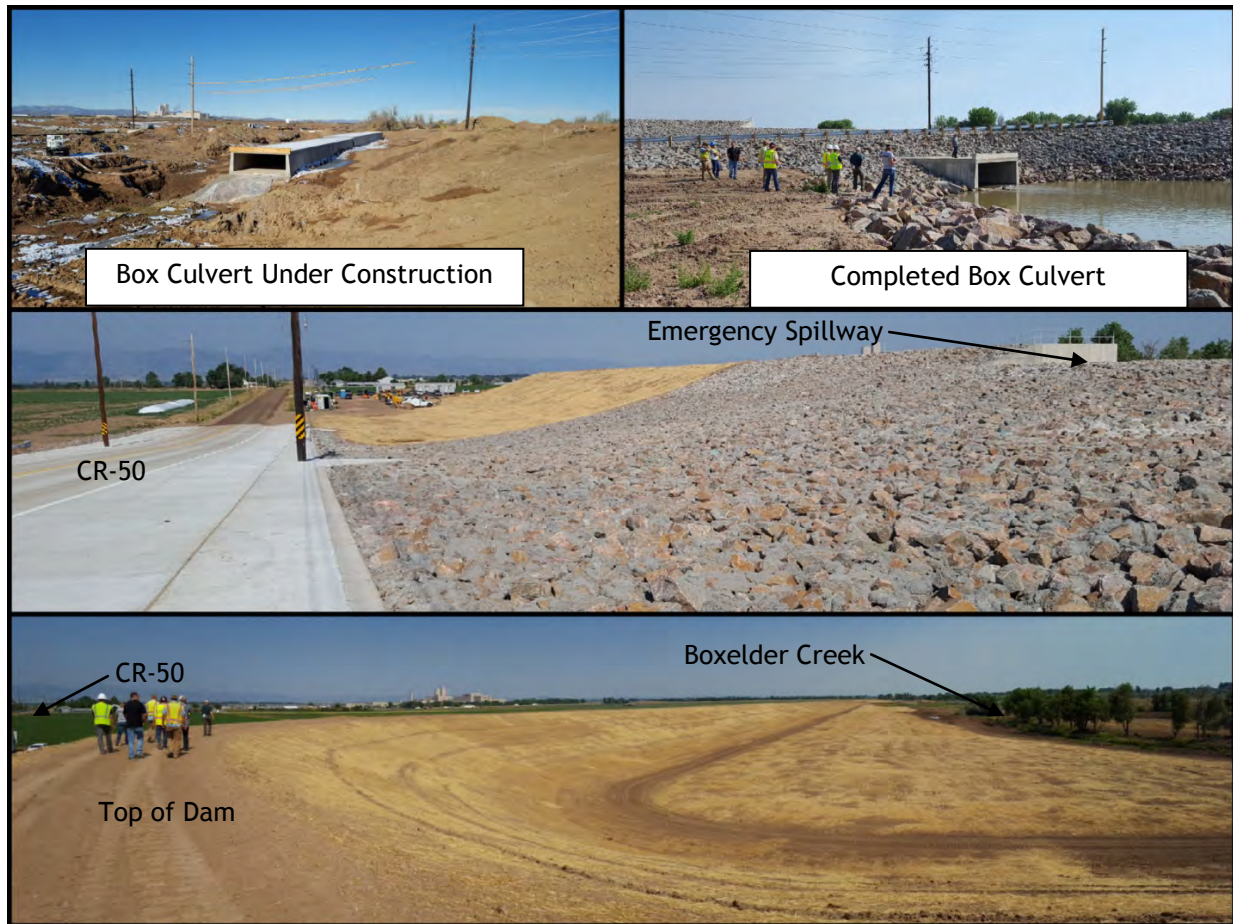 Box Culvert Under Construction
Completed Box Culvert
Emergency Spillway
CR-50
CR-50
Boxelder Creek
Top of Dam